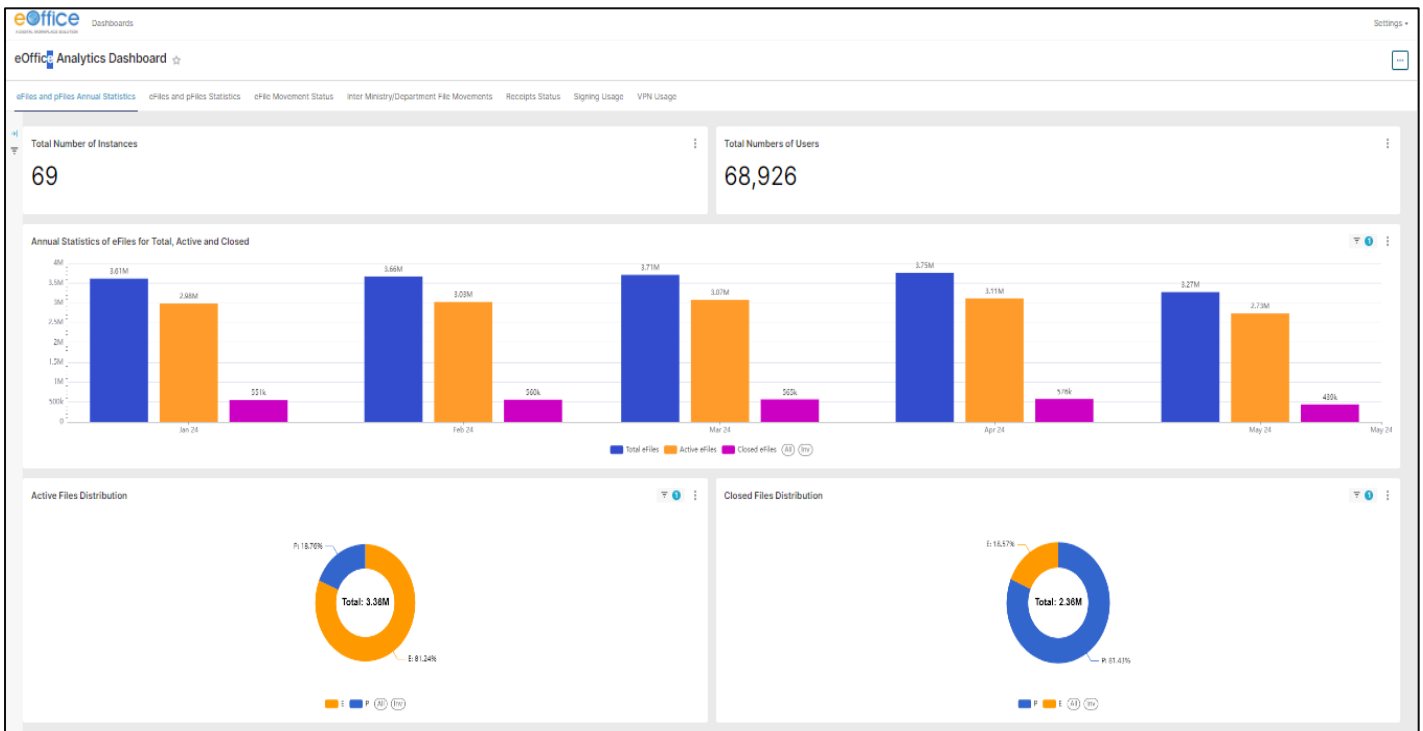 eOffice Dashboards Settings
A DIGITAL WORKPLACE SOLUTION
eOffice Analytics Dashboard
eFiles and pFiles Annual Statistics eFiles and pFiles Statistics eFile Movement Status Inter Ministry/Department File Movements Receipts Status Signing Usage VPN Usage
Total Number of Instances
69
Total Numbers of Users
68,926
Annual Statistics of eFiles for Total, Active and Closed
1
4M
3.5M
3M
2.5M
2M
1.5M
1M
500k
0
3.61M 2.98M 551k
3.66M 3.03M 560k
3.71M 3.07M 565k
3.75M 3.11M 576k
3.27M 2.73M
Jan 24 Feb 24 Mar 24 Apr 24 May 24 May 24
Total eFiles Active eFiles Closed eFiles All Inv
Active Files Distribution
1
P: 18.76%
Total: 3.36M
E: 81.24%
E P All Inv
Closed Files Distribution
1
Total: 2.36M
P E All Inv